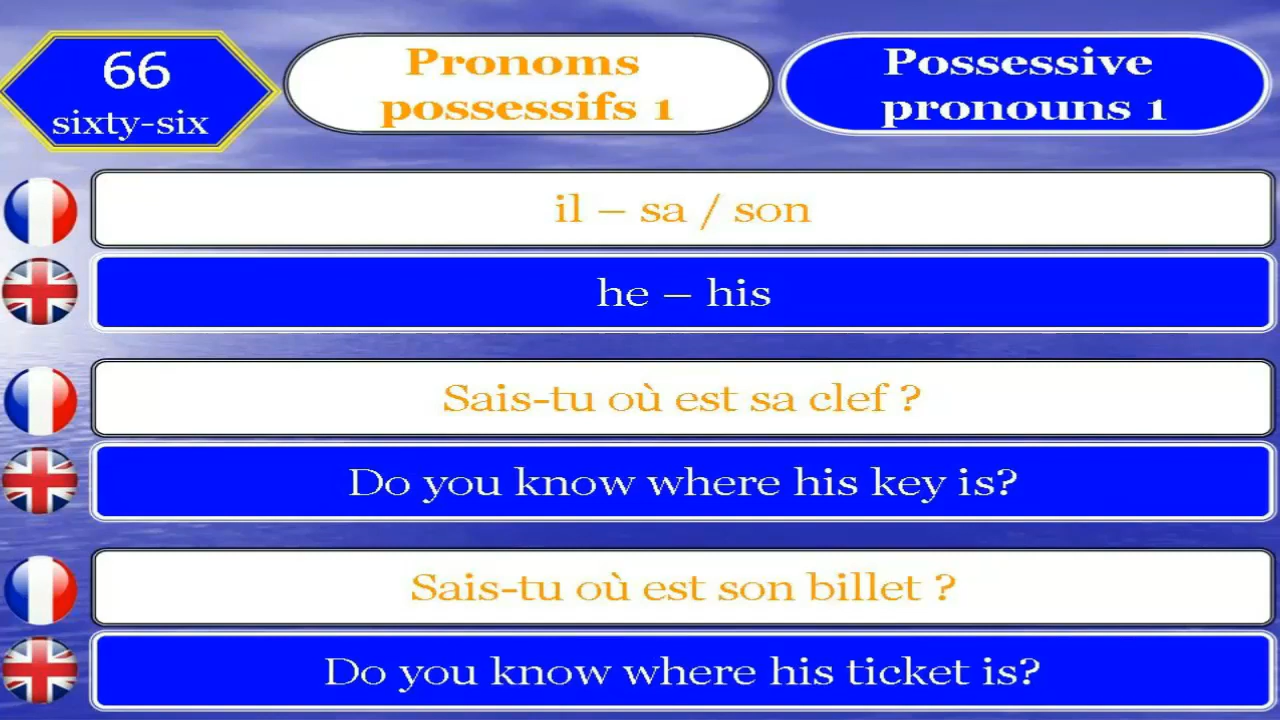 66
sixty-six
Pronoms
possessifs 1
Possessive
pronouns 1
il – sa / son
he – his
Sais-tu où est sa clef ?
Do you know where his key is?
Sais-tu où est son billet ?
Do you know where his ticket is?